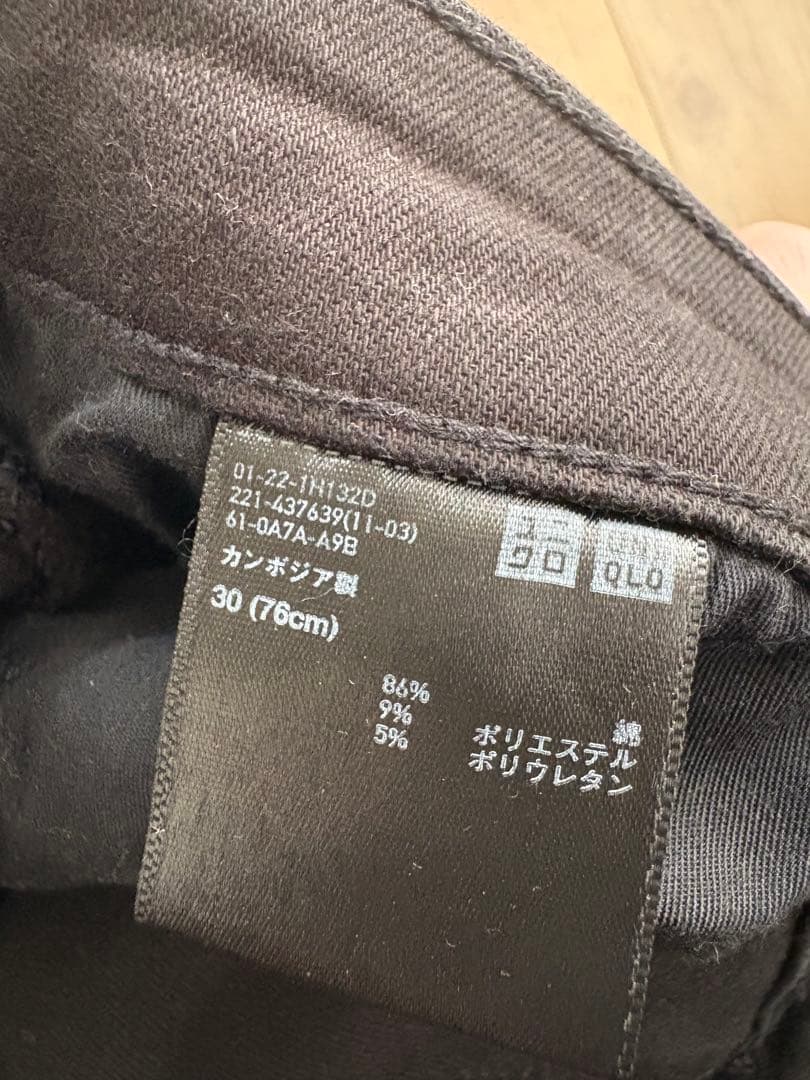 01-22-1H132D
221-437639(11-03)
61-0A7A-A9B
カンボジア製
30 (76cm)
ユニ
クロ
UNI
QLO
86% 綿
9% ポリエステル
5% ポリウレタン